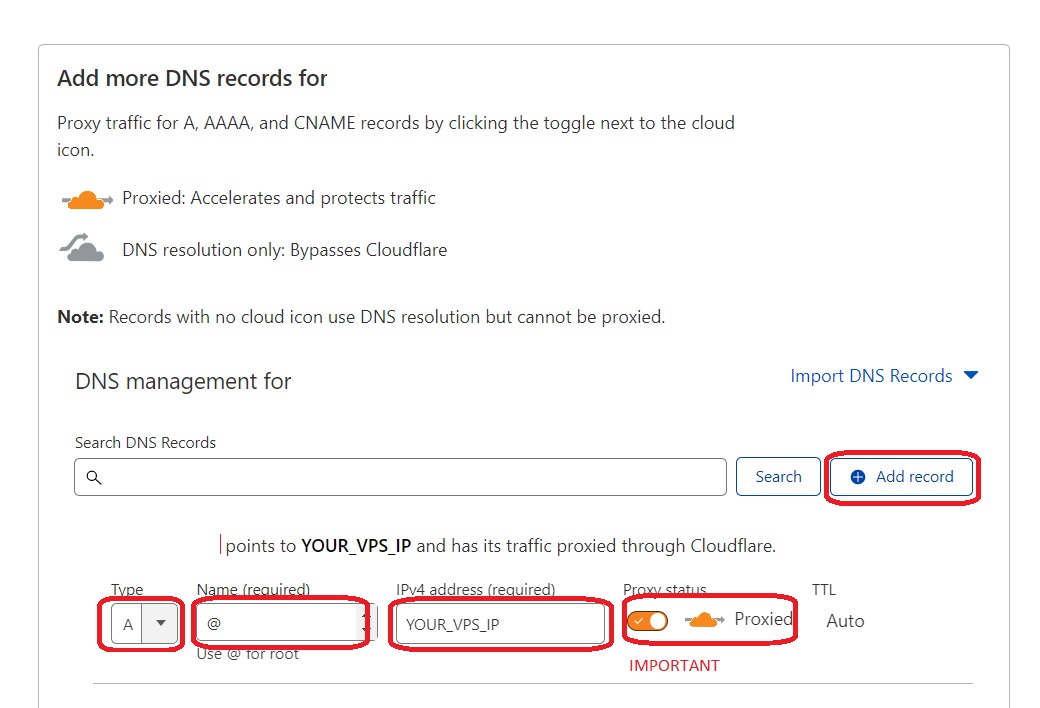 Add more DNS records for
Proxy traffic for A, AAAA, and CNAME records by clicking the toggle next to the cloud
icon.
Proxied: Accelerates and protects traffic
DNS resolution only: Bypasses Cloudflare
Note: Records with no cloud icon use DNS resolution but cannot be proxied.
DNS management for
Import DNS Records
Search DNS Records
Search
Add record
points to YOUR_VPS_IP and has its traffic proxied through Cloudflare.
Type
Name (required)
IPv4 address (required)
Proxy status
TTL
A
@
YOUR_VPS_IP
Proxied
Auto
Use @ for root
IMPORTANT